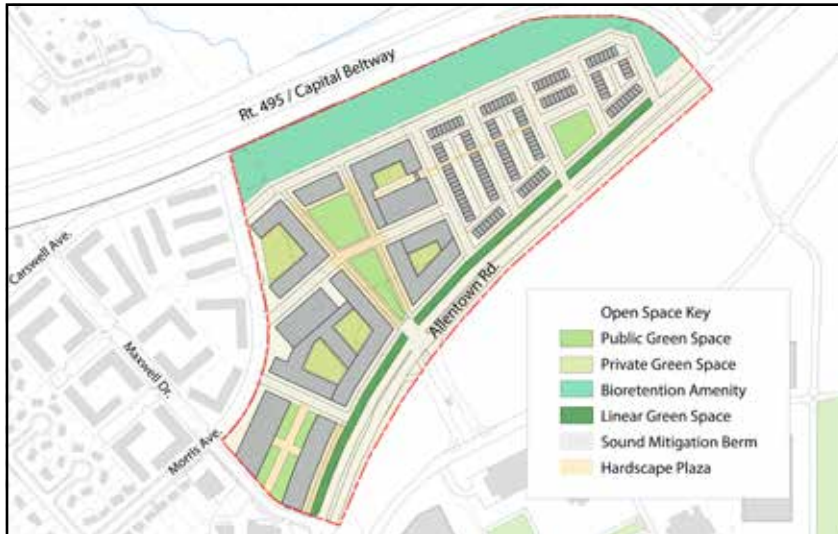 Rt. 495 / Capital Beltway
Carswell Ave.
Maxwell Dr.
Morris Ave.
Allentown Rd.
Open Space Key
Public Green Space
Private Green Space
Bioretention Amenity
Linear Green Space
Sound Mitigation Berm
Hardscape Plaza